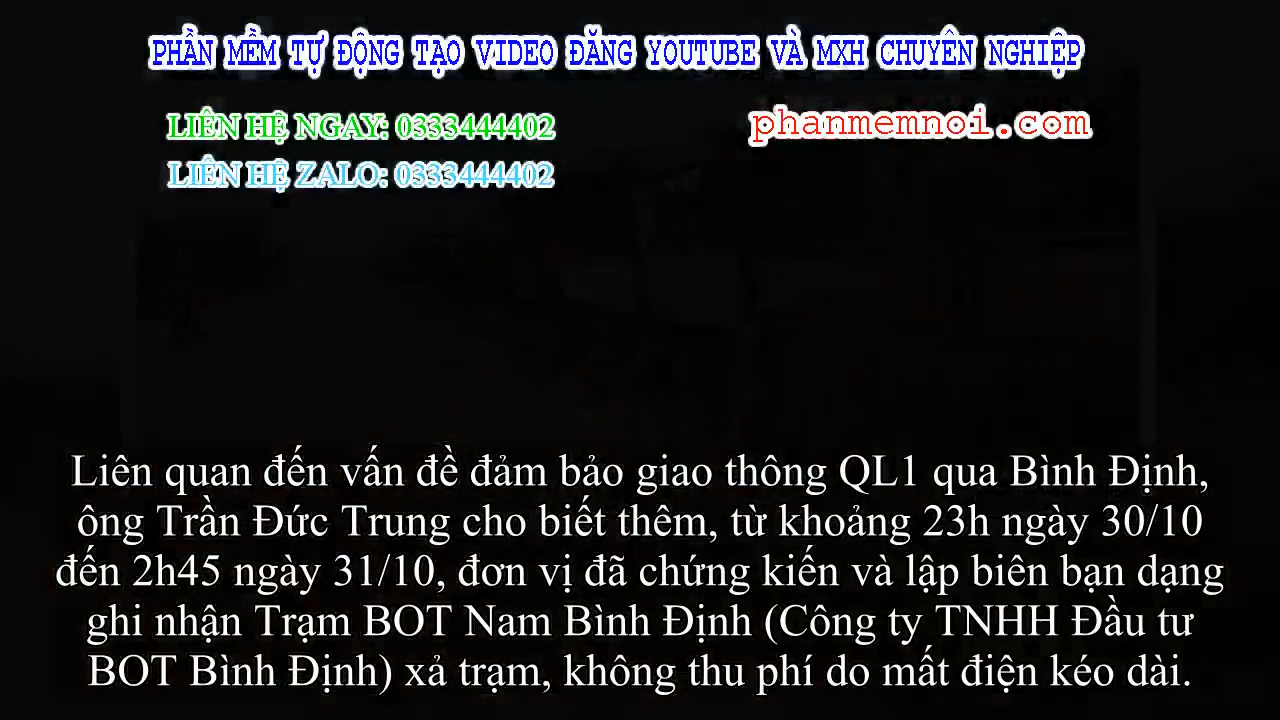 PHẦN MỀM TỰ ĐỘNG TẠO VIDEO ĐĂNG YOUTUBE VÀ MXH CHUYÊN NGHIỆP
LIÊN HỆ NGAY: 0333444402
phanmemnoi.com
LIÊN HỆ ZALO: 0333444402
Liên quan đến vấn đề đảm bảo giao thông QL1 qua Bình Định,
ông Trần Đức Trung cho biết thêm, từ khoảng 23h ngày 30/10
đến 2h45 ngày 31/10, đơn vị đã chứng kiến và lập biên bạn dạng
ghi nhận Trạm BOT Nam Bình Định (Công ty TNHH Đầu tư
BOT Bình Định) xả trạm, không thu phí do mất điện kéo dài.